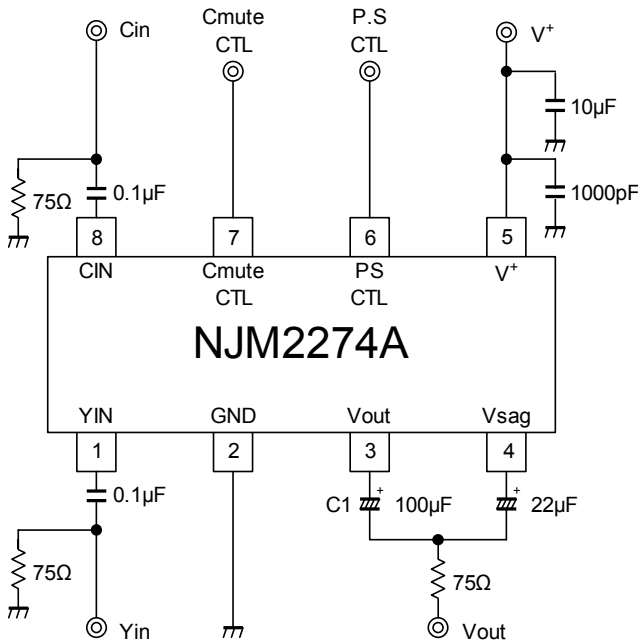 Cin
Cmute
CTL
P.S
CTL
V+
10µF
75Ω
0.1µF
1000pF
8
7
6
5
CIN
Cmute
CTL
PS
CTL
V+
NJM2274A
YIN
GND
Vout
Vsag
1
2
3
4
0.1µF
C1
+
100µF
+
22µF
75Ω
75Ω
Yin
Vout